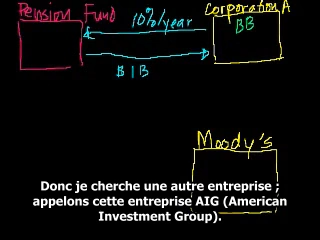 Pension Fund
10%/year
Corporation A
BB
$ 1B
Moody's
Donc je cherche une autre entreprise ;
appelons cette entreprise AIG (American
Investment Group).